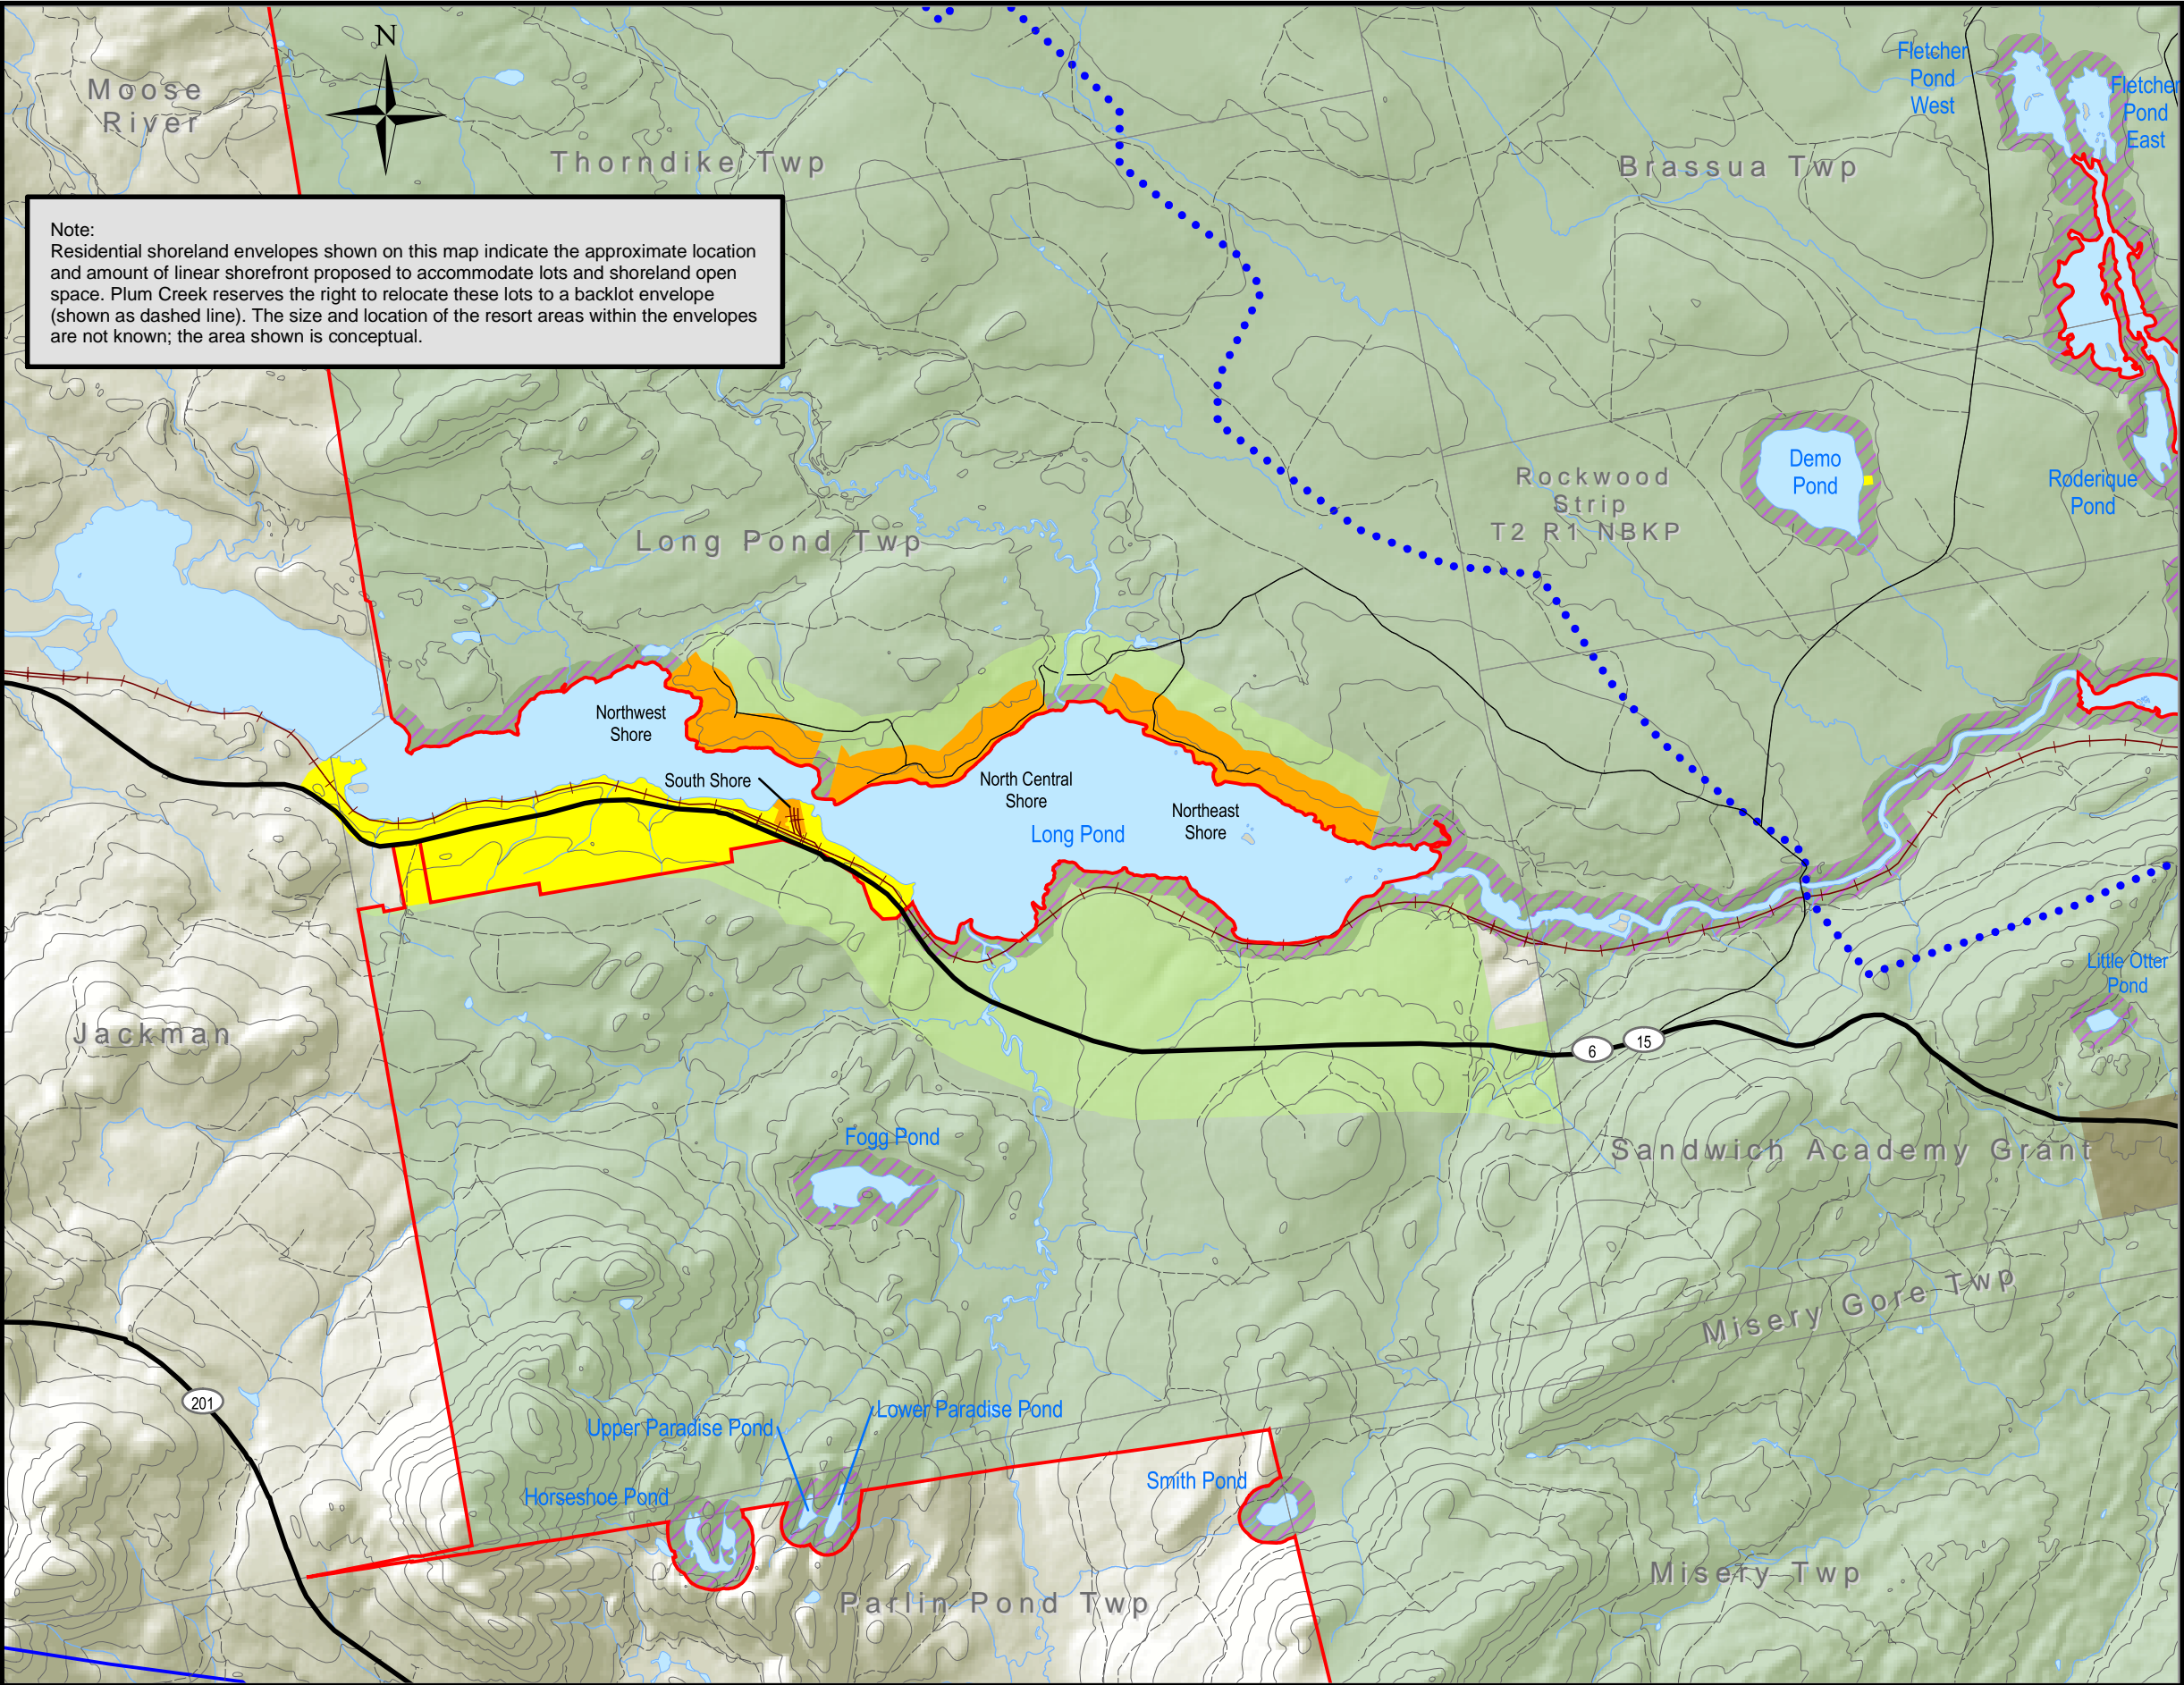 N
Moose
River
Thorndike Twp
Brassua Twp
Fletcher
Pond
West
Fletcher
Pond
East
Note:
Residential shoreland envelopes shown on this map indicate the approximate location
and amount of linear shorefront proposed to accommodate lots and shoreland open
space. Plum Creek reserves the right to relocate these lots to a backlot envelope
(shown as dashed line). The size and location of the resort areas within the envelopes
are not known; the area shown is conceptual.
Demo
Pond
Roderique
Pond
Rockwood
Strip
T2 R1 NBKP
Long Pond Twp
Northwest
Shore
South Shore
North Central
Shore
Northeast
Shore
Long Pond
Little Otter
Pond
Jackman
6
15
Fogg Pond
Sandwich Academy Grant
Misery Gore Twp
201
Upper Paradise Pond
Lower Paradise Pond
Horseshoe Pond
Smith Pond
Misery Twp
Parlin Pond Twp